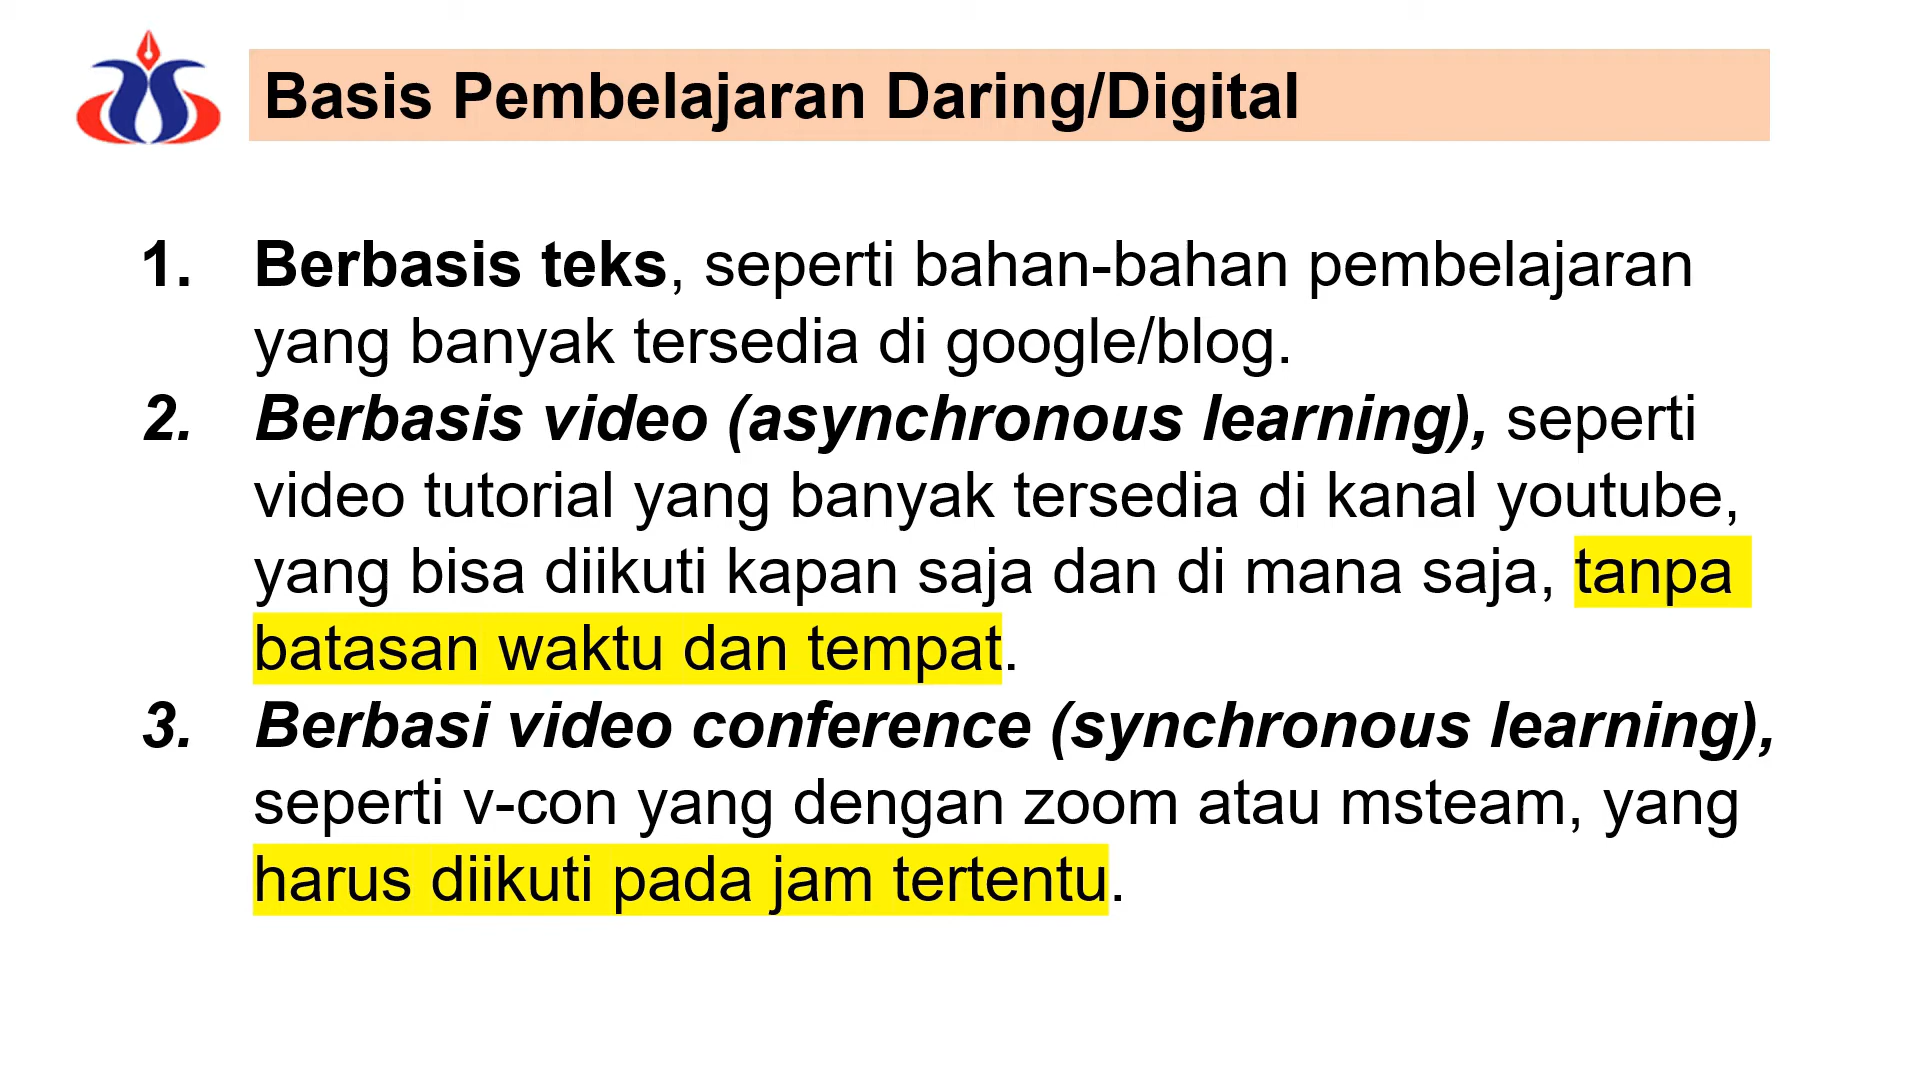 Basis Pembelajaran Daring/Digital
1. Berbasis teks, seperti bahan-bahan pembelajaran
yang banyak tersedia di google/blog.
2. Berbasis video (asynchronous learning), seperti
video tutorial yang banyak tersedia di kanal youtube,
yang bisa diikuti kapan saja dan di mana saja, tanpa
batasan waktu dan tempat.
3. Berbasi video conference (synchronous learning),
seperti v-con yang dengan zoom atau msteam, yang
harus diikuti pada jam tertentu.